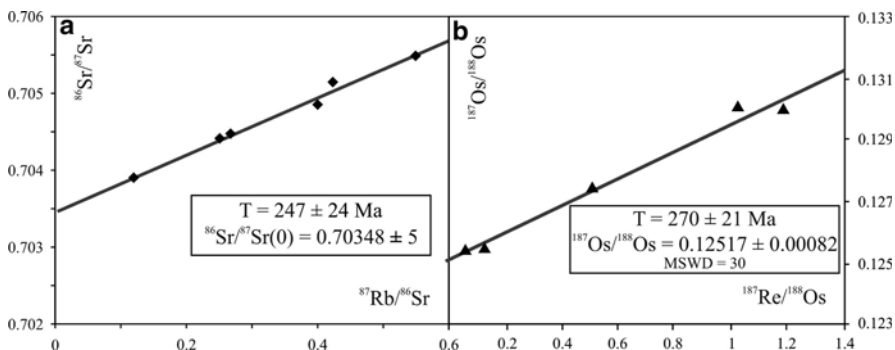 0.706
0.705
0.704
0.703
0.702
a
⁸⁶Sr/⁸⁷Sr
T = 247 ± 24 Ma
⁸⁶Sr/⁸⁷Sr(0) = 0.70348 ± 5
⁸⁷Rb/⁸⁶Sr
0 0.2 0.4 0.6
b
¹⁸⁷Os/¹⁸⁸Os
T = 270 ± 21 Ma
¹⁸⁷Os/¹⁸⁸Os = 0.12517 ± 0.00082
MSWD = 30
¹⁸⁷Re/¹⁸⁸Os
0.2 0.6 1 1.2 1.4
0.133
0.131
0.129
0.127
0.125
0.123